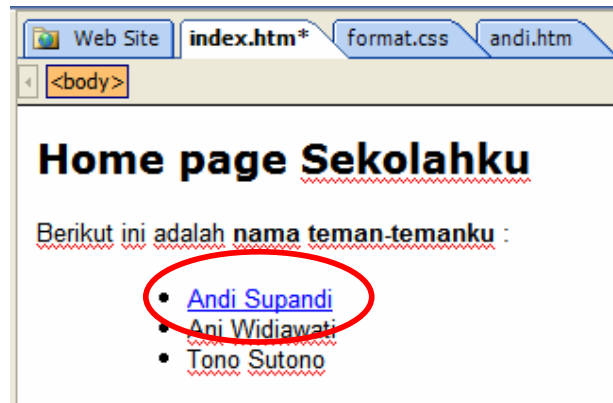 Web Site index.htm* format.css andi.htm
<body>
Home page Sekolahku
Berikut ini adalah nama teman-temanku :
• Andi Supandi
• Ani Widiawati
• Tono Sutono